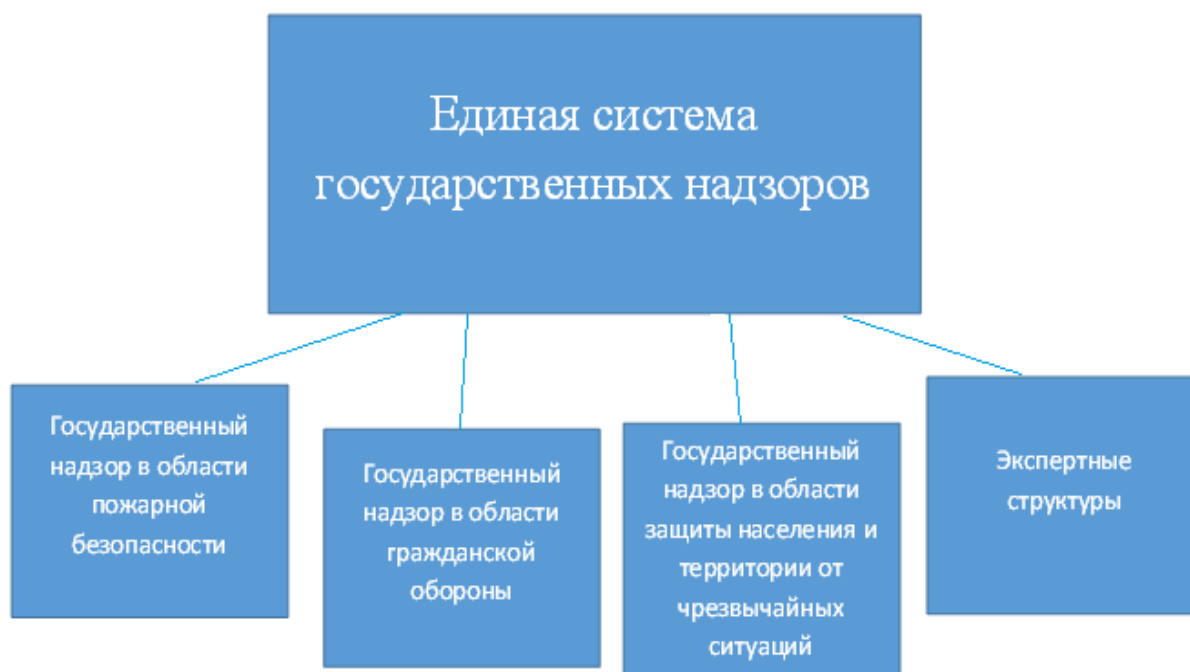 Единая система
государственных надзоров
Государственный
надзор в области
пожарной
безопасности
Государственный
надзор в области
гражданской
обороны
Государственный
надзор в области
защиты населения и
территории от
чрезвычайных
ситуаций
Экспертные
структуры